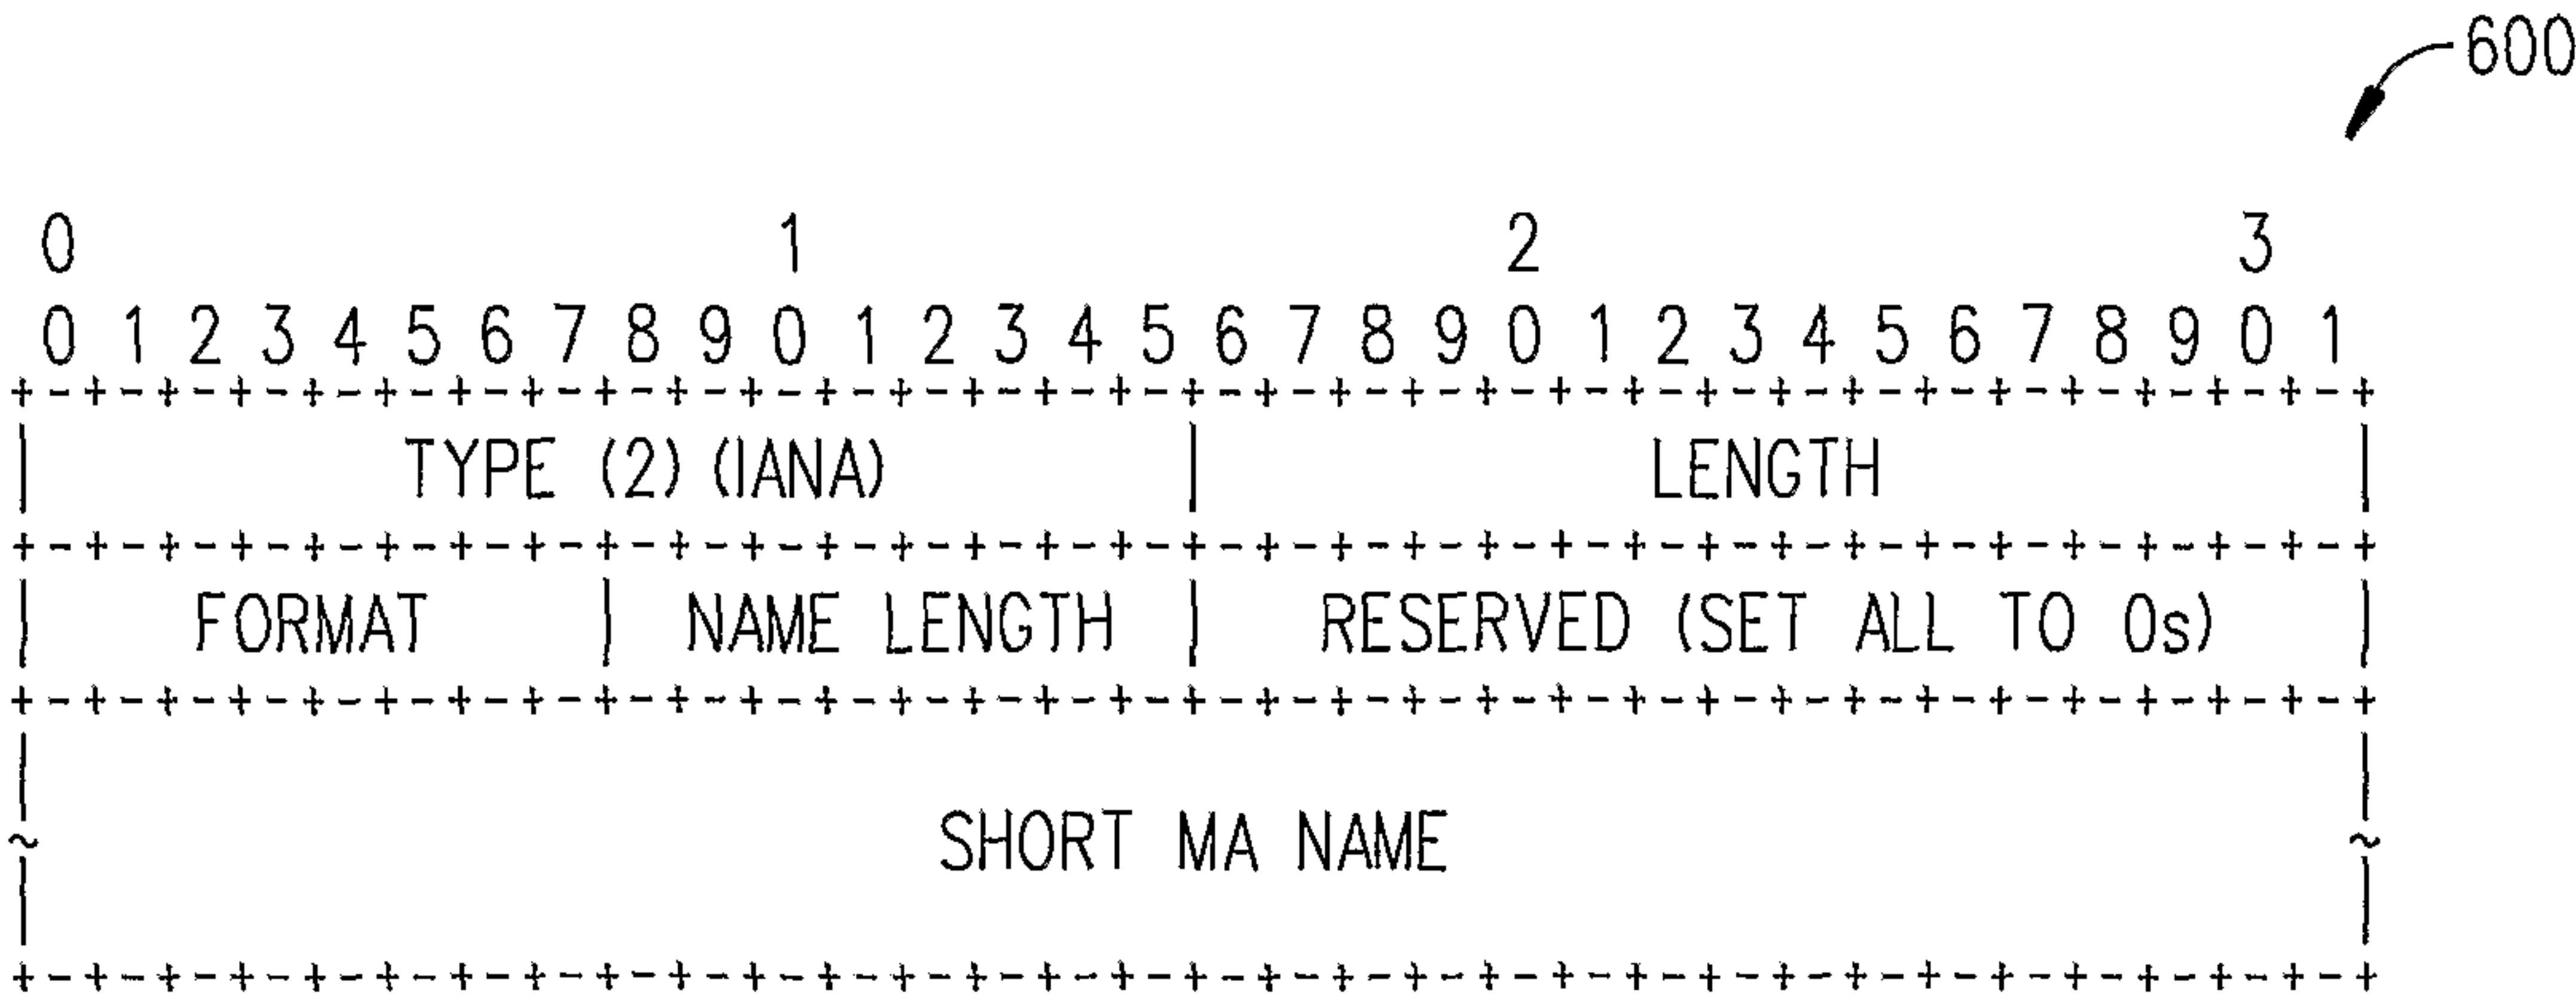 600
0 1 2 3
0 1 2 3 4 5 6 7 8 9 0 1 2 3 4 5 6 7 8 9 0 1 2 3 4 5 6 7 8 9 0 1
+-+-+-+-+-+-+-+-+-+-+-+-+-+-+-+-+-+-+-+-+-+-+-+-+-+-+-+-+-+-+-+-+
| TYPE (2) (IANA) | LENGTH |
+-+-+-+-+-+-+-+-+-+-+-+-+-+-+-+-+-+-+-+-+-+-+-+-+-+-+-+-+-+-+-+-+
| FORMAT | NAME LENGTH | RESERVED (SET ALL TO 0s) |
+-+-+-+-+-+-+-+-+-+-+-+-+-+-+-+-+-+-+-+-+-+-+-+-+-+-+-+-+-+-+-+-+
~ SHORT MA NAME ~
+-+-+-+-+-+-+-+-+-+-+-+-+-+-+-+-+-+-+-+-+-+-+-+-+-+-+-+-+-+-+-+-+